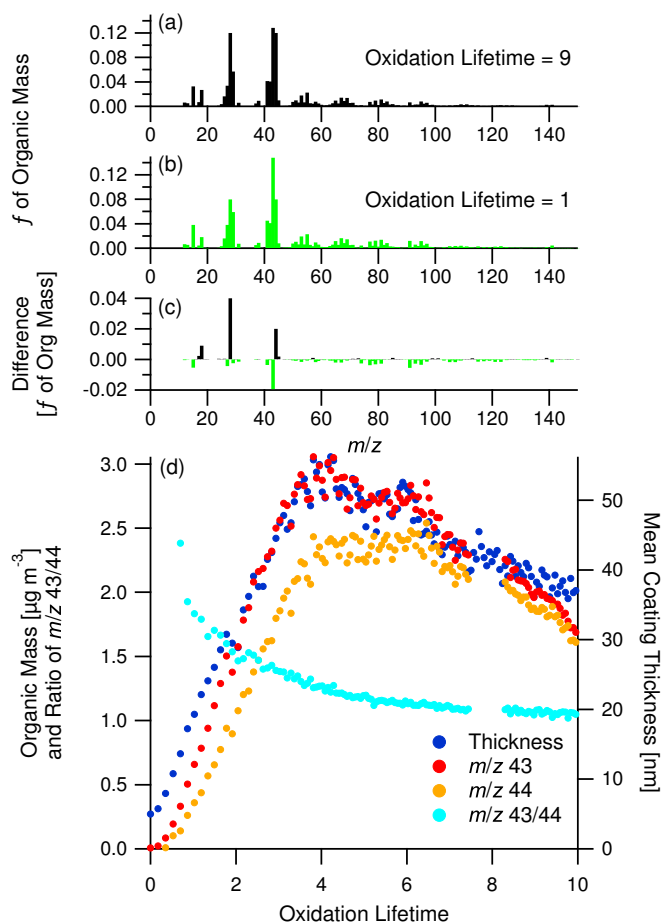 (a)
Oxidation Lifetime = 9
0.12
0.08
0.04
0.00
0 20 40 60 80 100 120 140
ƒ of Organic Mass
(b)
Oxidation Lifetime = 1
0.12
0.08
0.04
0.00
0 20 40 60 80 100 120 140
(c)
0.04
0.02
0.00
-0.02
Difference
[ƒ of Org Mass]
0 20 40 60 80 100 120 140
m/z
(d)
3.0
2.5
2.0
1.5
1.0
0.5
0.0
Organic Mass [µg m⁻³]
and Ratio of m/z 43/44
50
40
30
20
10
0
Mean Coating Thickness [nm]
Thickness
m/z 43
m/z 44
m/z 43/44
0 2 4 6 8 10
Oxidation Lifetime